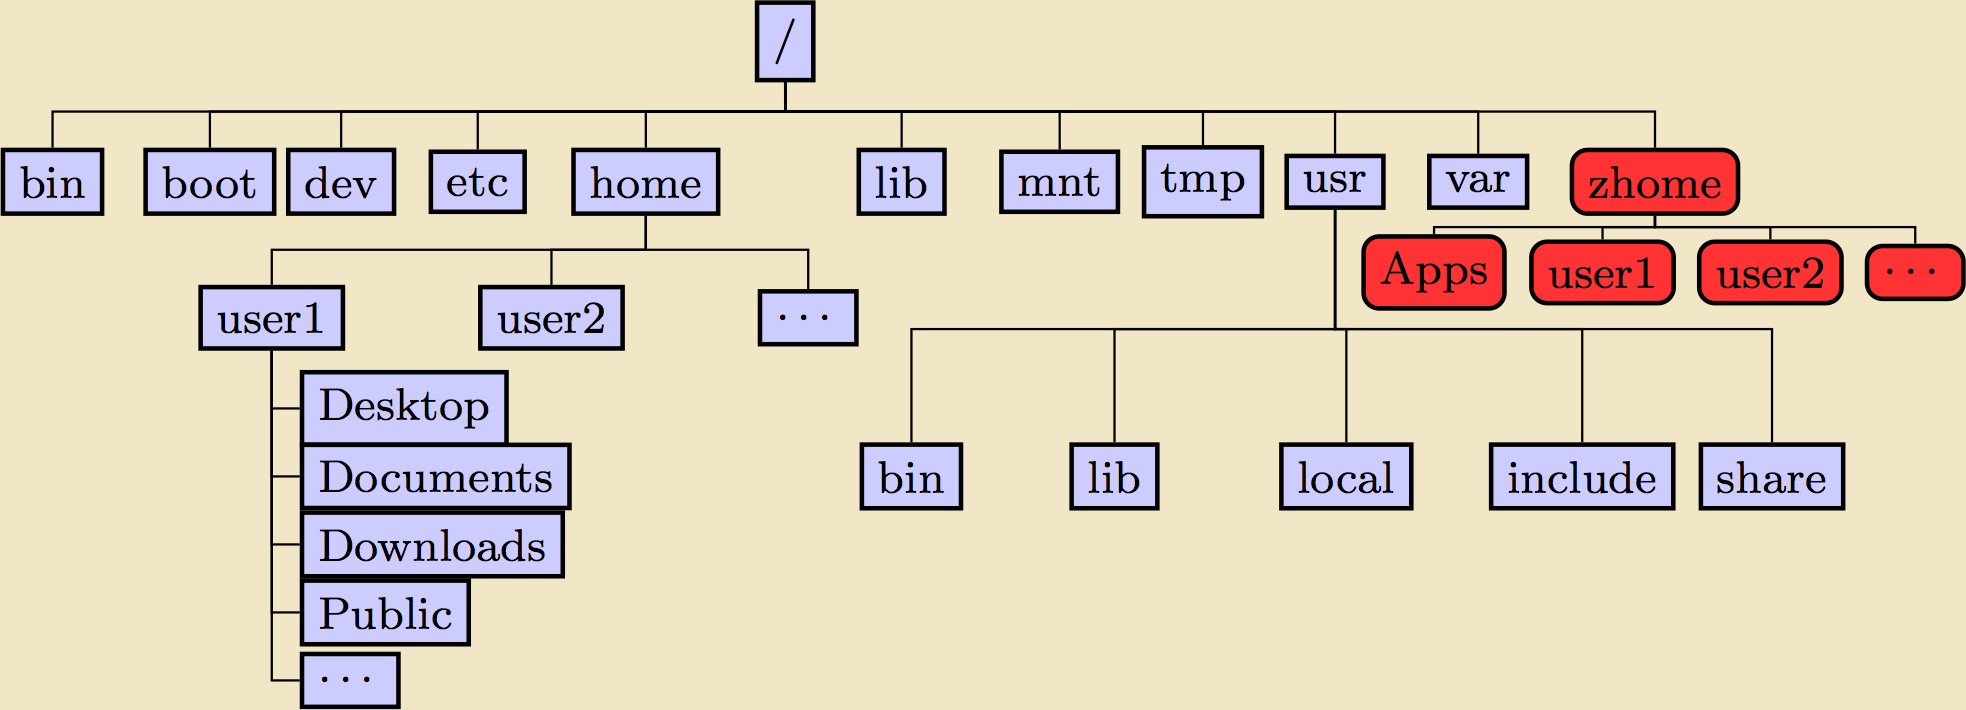 /
bin boot dev etc home lib mnt tmp usr var zhome
Apps user1 user2 ...
user1 user2 ...
Desktop
Documents
Downloads
Public
...
bin lib local include share